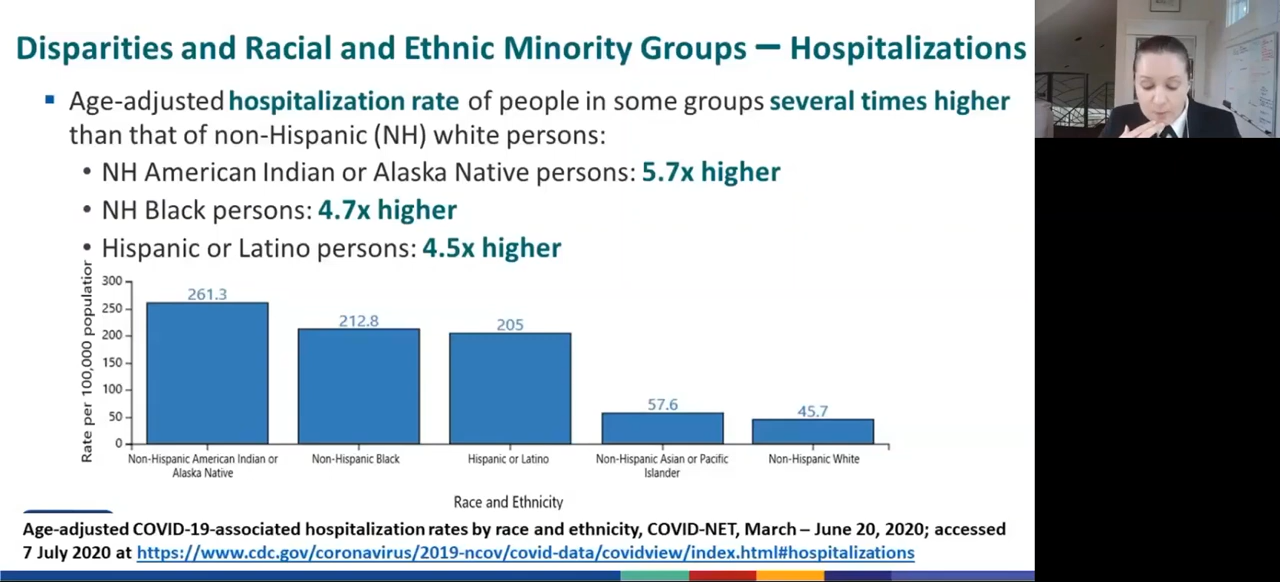 Disparities and Racial and Ethnic Minority Groups — Hospitalizations
▪ Age-adjusted hospitalization rate of people in some groups several times higher
than that of non-Hispanic (NH) white persons:
• NH American Indian or Alaska Native persons: 5.7x higher
• NH Black persons: 4.7x higher
• Hispanic or Latino persons: 4.5x higher
Rate per 100,000 population
300
250
200
150
100
50
0
261.3
212.8
205
57.6
45.7
Non-Hispanic American Indian or
Alaska Native
Non-Hispanic Black
Hispanic or Latino
Non-Hispanic Asian or Pacific
Islander
Non-Hispanic White
Race and Ethnicity
Age-adjusted COVID-19-associated hospitalization rates by race and ethnicity, COVID-NET, March – June 20, 2020; accessed
7 July 2020 at https://www.cdc.gov/coronavirus/2019-ncov/covid-data/covidview/index.html#hospitalizations